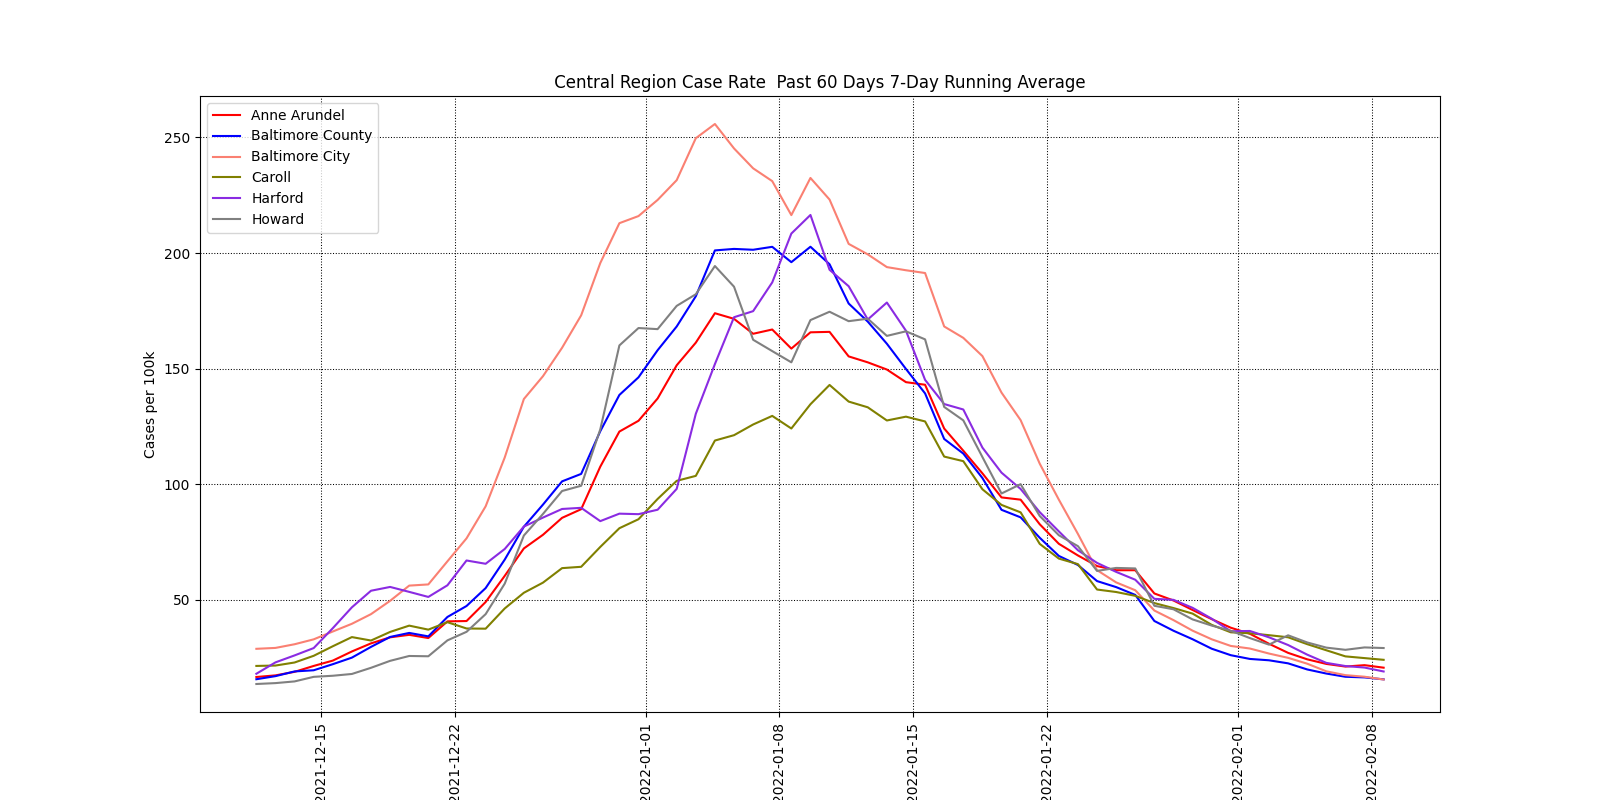 Central Region Case Rate  Past 60 Days 7-Day Running Average
Anne Arundel
Baltimore County
Baltimore City
Caroll
Harford
Howard
Cases per 100k
250
200
150
100
50
2021-12-15
2021-12-22
2022-01-01
2022-01-08
2022-01-15
2022-01-22
2022-02-01
2022-02-08